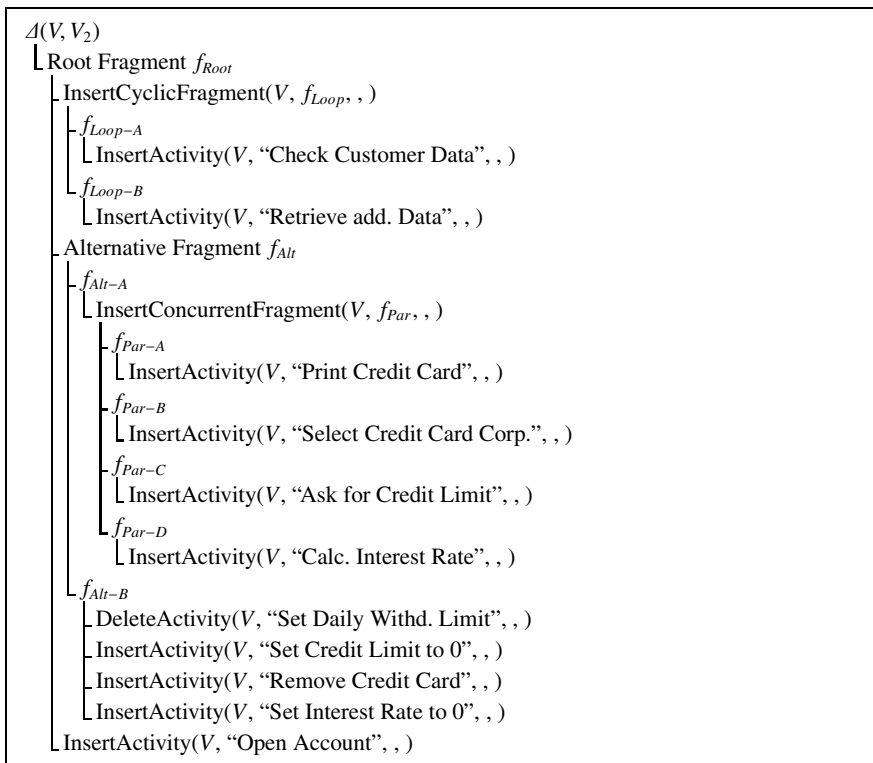 Δ(V, V2)
Root Fragment fRoot
InsertCyclicFragment(V, fLoop, , )
fLoop−A
InsertActivity(V, “Check Customer Data”, , )
fLoop−B
InsertActivity(V, “Retrieve add. Data”, , )
Alternative Fragment fAlt
fAlt−A
InsertConcurrentFragment(V, fPar, , )
fPar−A
InsertActivity(V, “Print Credit Card”, , )
fPar−B
InsertActivity(V, “Select Credit Card Corp.”, , )
fPar−C
InsertActivity(V, “Ask for Credit Limit”, , )
fPar−D
InsertActivity(V, “Calc. Interest Rate”, , )
fAlt−B
DeleteActivity(V, “Set Daily Withd. Limit”, , )
InsertActivity(V, “Set Credit Limit to 0”, , )
InsertActivity(V, “Remove Credit Card”, , )
InsertActivity(V, “Set Interest Rate to 0”, , )
InsertActivity(V, “Open Account”, , )